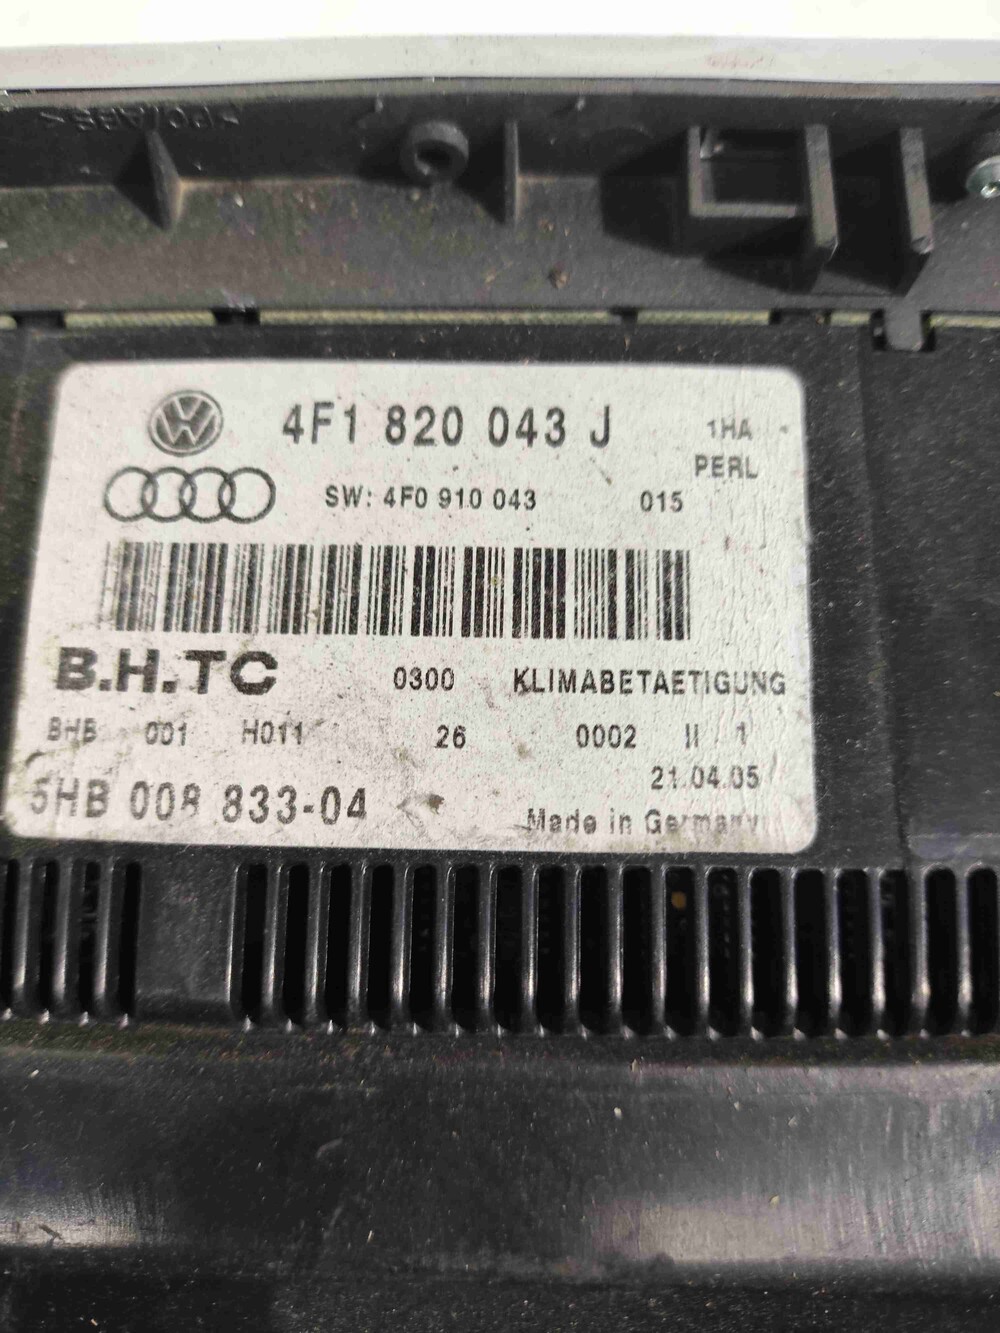 4F1 820 043 J
1HA
PERL
SW: 4F0 910 043 015
B.H.TC 0300 KLIMABETAETIGUNG
BHB 001 H011 26 0002 II / 1
21.04.05
5HB 008 833-04
Made in Germany